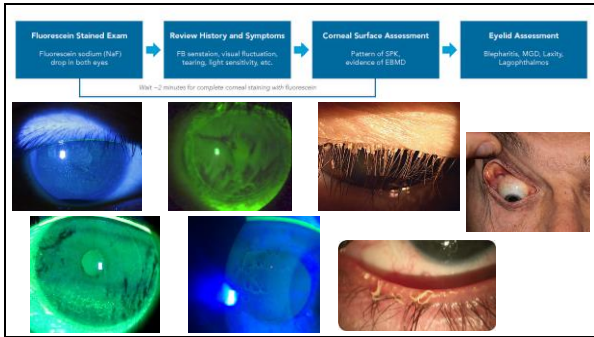 Fluorescein Stained Exam
Fluorescein sodium (NaF)
drop in both eyes
Review History and Symptoms
FB senstaion, visual fluctuation,
tearing, light sensitivity, etc.
Corneal Surface Assessment
Pattern of SPK,
evidence of EBMD
Eyelid Assessment
Blepharitis, MGD, Laxity,
Lagophthalmos
Wait ~2 minutes for complete corneal staining with fluorescein